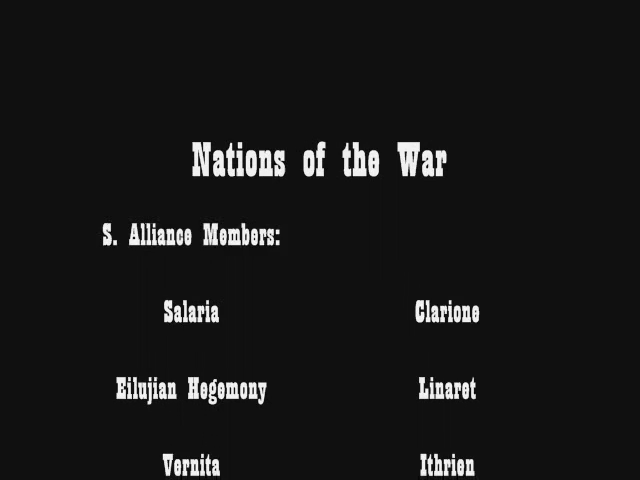 Nations of the War
S. Alliance Members:
Salaria Clarione
Eilujian Hegemony Linaret
Vernita Ithrien